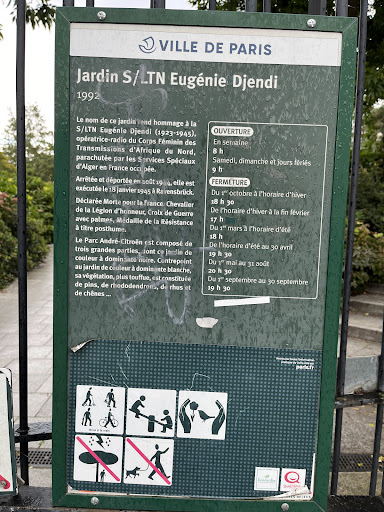 VILLE DE PARIS
Jardin S/LTN Eugénie Djendi
1992
Le nom de ce jardin rend hommage à la
S/LTN Eugénie Djendi (1923-1945),
opératrice-radio du Corps Féminin des
Transmissions d'Afrique du Nord,
parachutée par les Services Spéciaux
d'Alger en France occupée.
Arrêtée et déportée en août 1944, elle est
exécutée le 18 janvier 1945 à Ravensbrück.
Déclarée Morte pour la France. Chevalier
de la Légion d'honneur, Croix de Guerre
avec palmes, Médaille de la Résistance
à titre posthume.
Le Parc André-Citroën est composé de
trois grandes parties, dont ce jardin de
couleur à dominante noire. Contrepoint
au jardin de couleur à dominante blanche,
sa végétation, plus touffue, est constituée
de pins, de rhododendrons, de rhus et
de chênes ...
OUVERTURE
En semaine
8 h
Samedi, dimanche et jours fériés
9 h
FERMETURE
Du 1er octobre à l'horaire d'hiver
18 h 30
De l'horaire d'hiver à la fin février
17 h
Du 1er mars à l'horaire d'été
18 h
De l'horaire d'été au 30 avril
19 h 30
Du 1er mai au 31 août
20 h 30
Du 1er septembre au 30 septembre
19 h 30
paris.fr